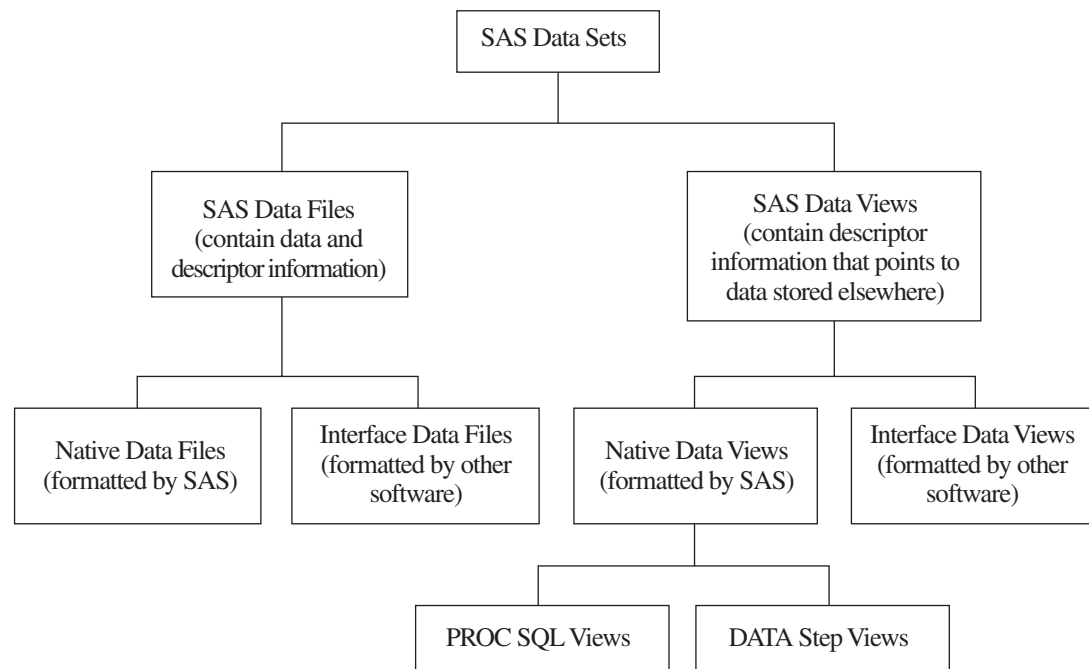 SAS Data Sets
SAS Data Files
(contain data and
descriptor information)
SAS Data Views
(contain descriptor
information that points to
data stored elsewhere)
Native Data Files
(formatted by SAS)
Interface Data Files
(formatted by other
software)
Native Data Views
(formatted by SAS)
Interface Data Views
(formatted by other
software)
PROC SQL Views
DATA Step Views